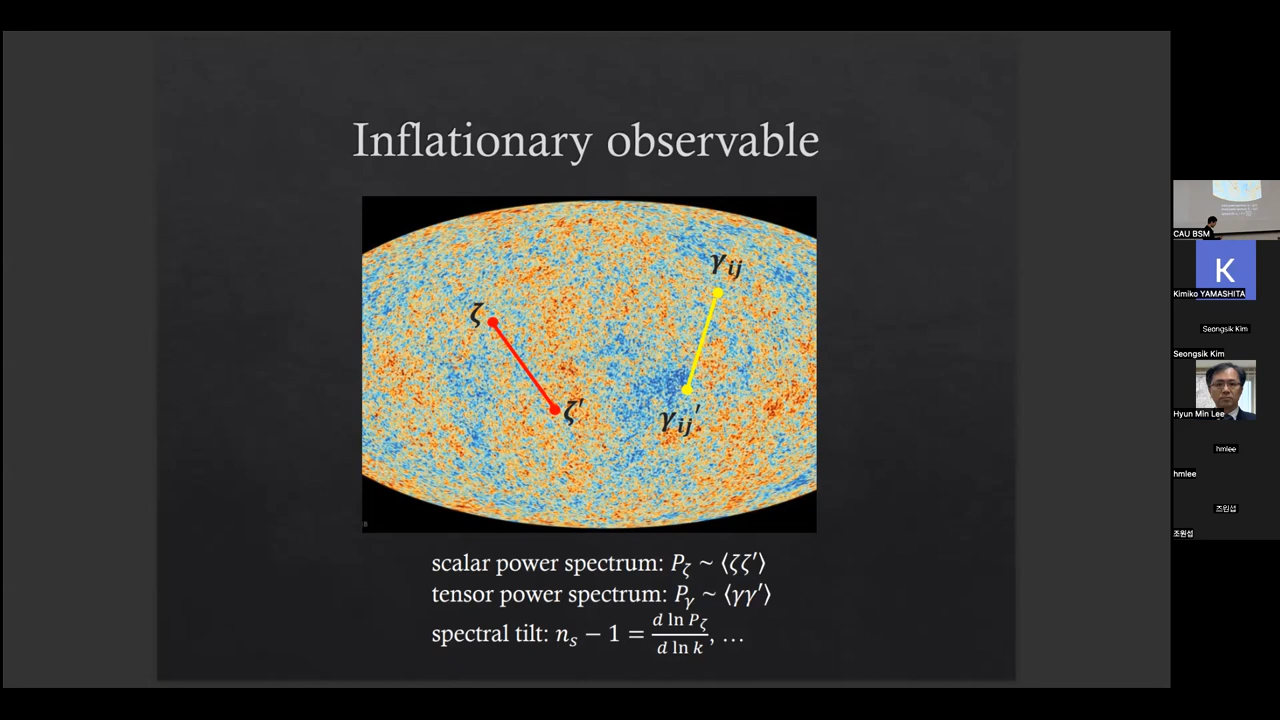 Inflationary observable
γij
ζ
ζ′
γij′
8
scalar power spectrum: Pζ ~ ⟨ζζ′⟩
tensor power spectrum: Pγ ~ ⟨γγ′⟩
spectral tilt: ns − 1 = d ln Pζ / d ln k, …
CAU BSM
K
Kimiko YAMASHITA
Seongsik Kim
Seongsik Kim
Hyun Min Lee
hmlee
hmlee
조원섭
조원섭